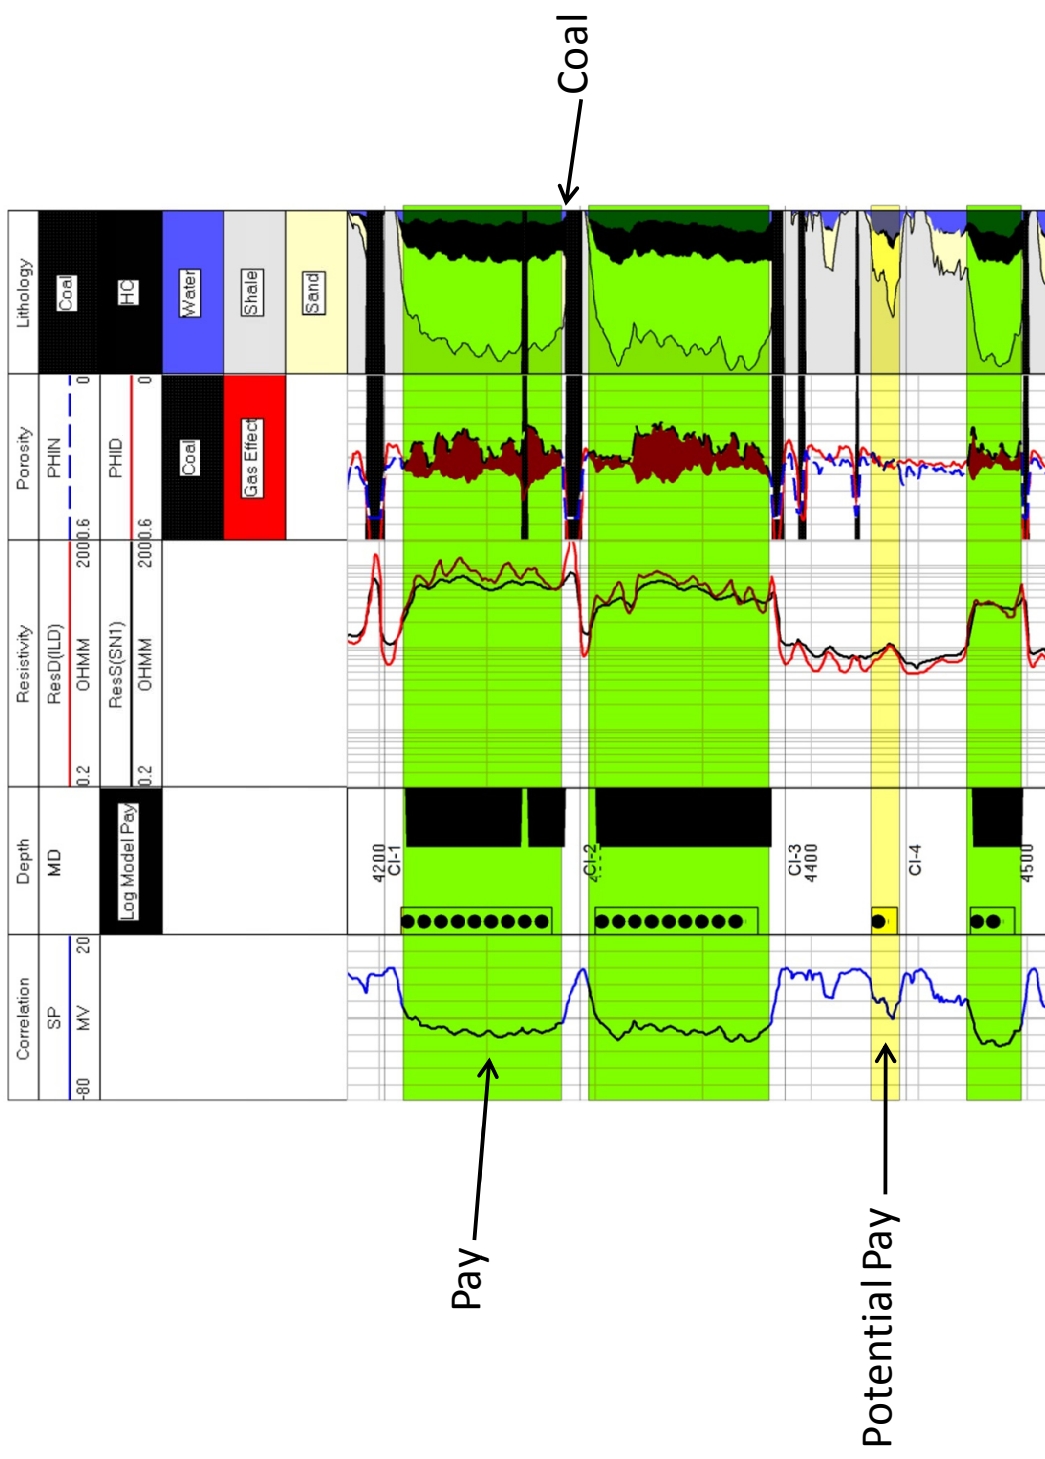 Correlation
SP
-80 MV 20
Depth
MD
Log Model Pay
Resistivity
ResD(ILD)
0.2 OHMM 2000
ResS(SN1)
0.2 OHMM 2000
Porosity
PHIN
0.6 0
PHID
0.6 0
Coal
Gas Effect
Lithology
Coal
HC
Water
Shale
Sand
4200
CI-1
Coal
Pay
CI-2
CI-3
4400
Potential Pay
CI-4
4500